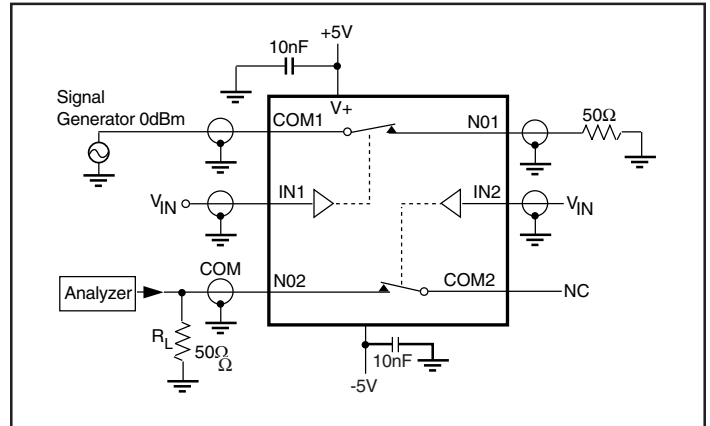 +5V
10nF
V+
Signal
Generator 0dBm
COM1
N01
50Ω
VIN
IN1
IN2
VIN
COM
N02
COM2
NC
Analyzer
RL
50Ω
Ω
10nF
-5V